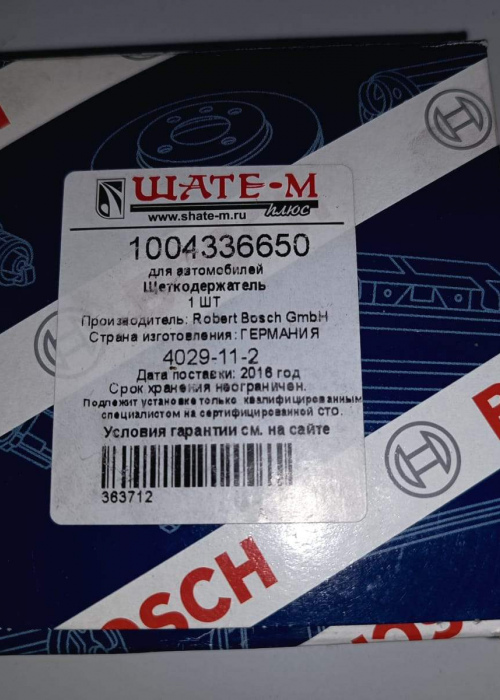 ШАТЕ-М
плюс
www.shate-m.ru
1004336650
для автомобилей
Щеткодержатель
1 ШТ
Производитель: Robert Bosch GmbH
Страна изготовления: ГЕРМАНИЯ
4029-11-2
Дата поставки: 2016 год
Срок хранения неограничен.
Подлежит установке только квалифицированным
специалистом на сертифицированной СТО.
Условия гарантии см. на сайте
363712
BOSCH